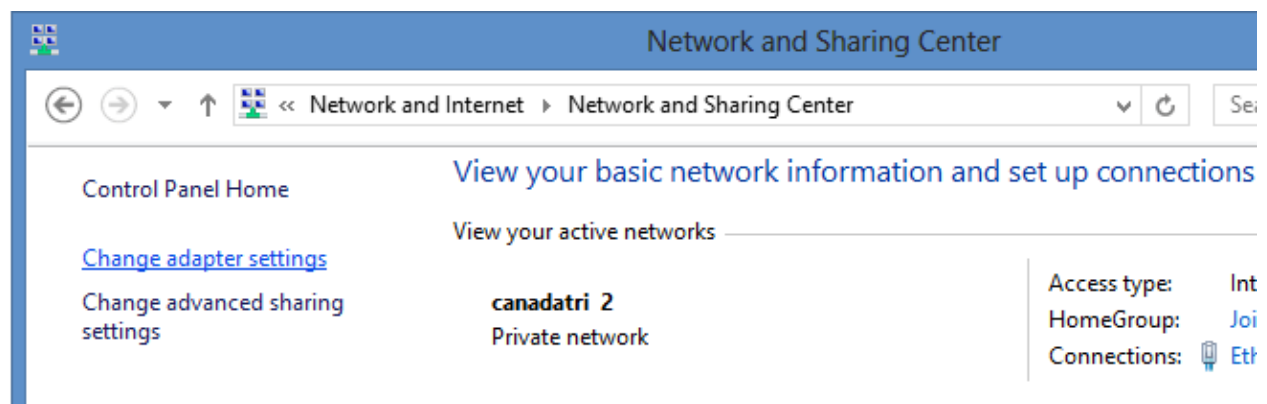 Network and Sharing Center
« Network and Internet ▸ Network and Sharing Center
Control Panel Home
View your basic network information and set up connections
View your active networks
Change adapter settings
Change advanced sharing
settings
canadatri 2
Private network
Access type:
HomeGroup:
Connections: